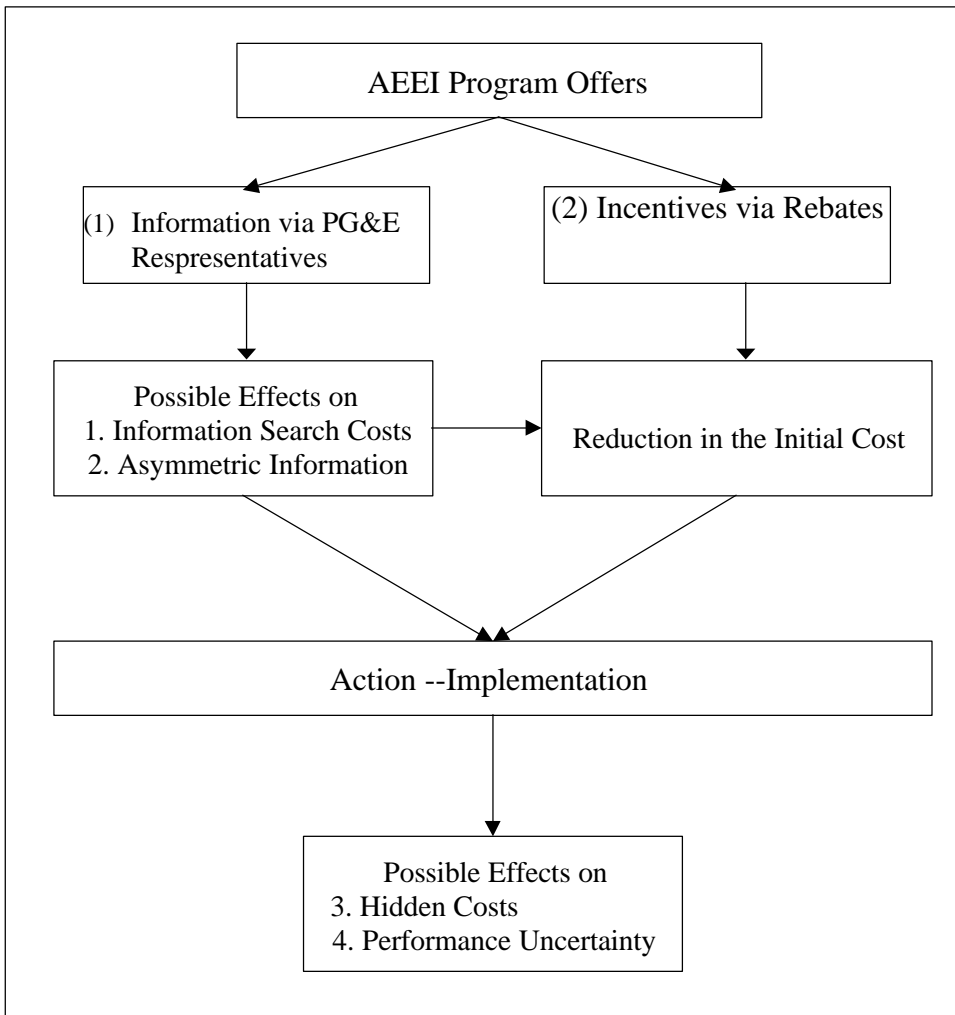 AEEI Program Offers
(1) Information via PG&E
Respresentatives
(2) Incentives via Rebates
Possible Effects on
1. Information Search Costs
2. Asymmetric Information
Reduction in the Initial Cost
Action --Implementation
Possible Effects on
3. Hidden Costs
4. Performance Uncertainty